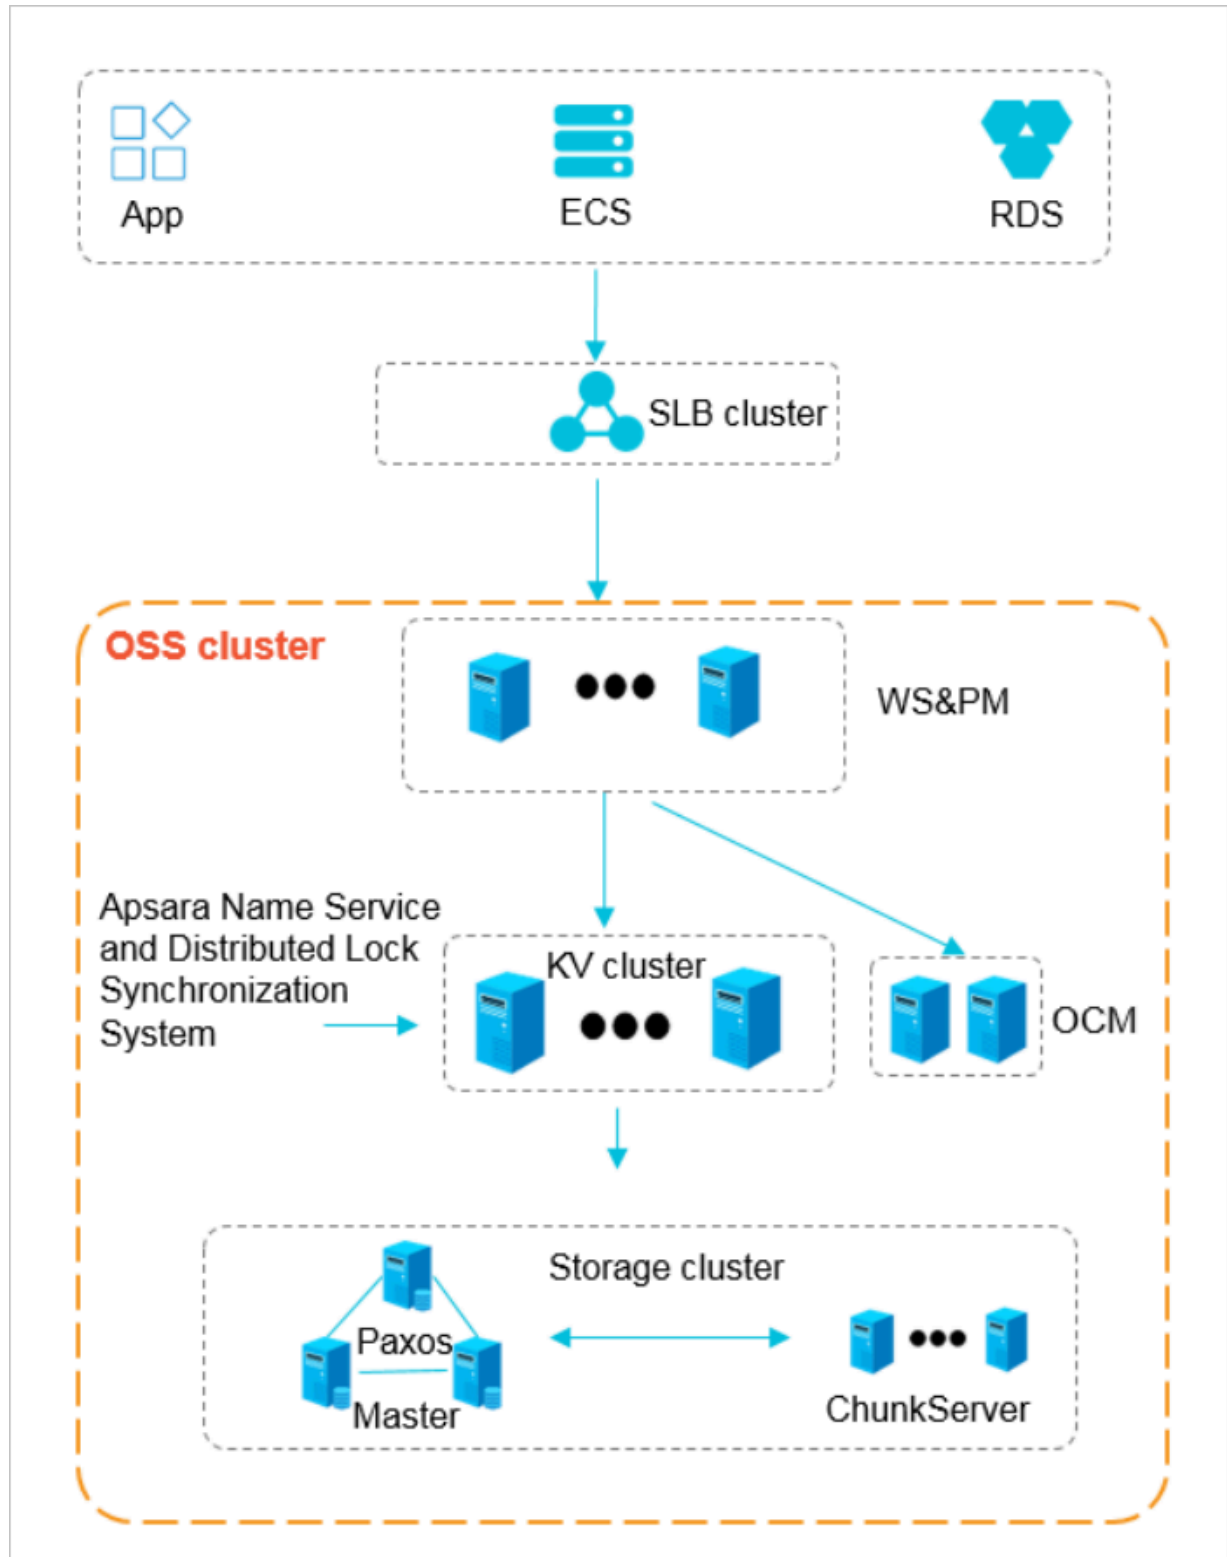 App
ECS
RDS
SLB cluster
OSS cluster
WS&PM
Apsara Name Service
and Distributed Lock
Synchronization
System
KV cluster
OCM
Storage cluster
Paxos
Master
ChunkServer